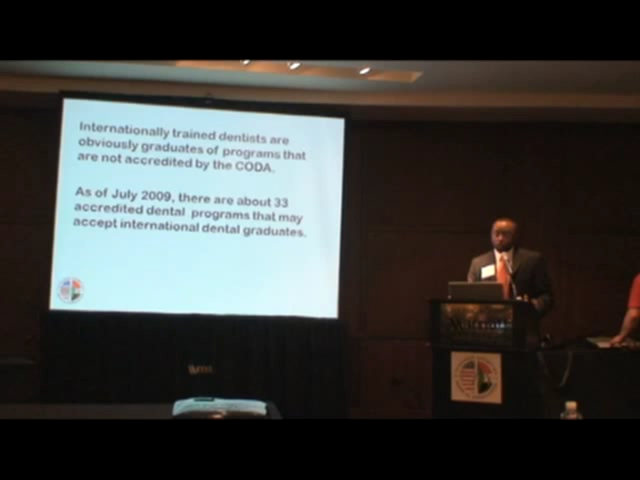 Internationally trained dentists are
obviously graduates of programs that
are not accredited by the CODA.
As of July 2009, there are about 33
accredited dental programs that may
accept international dental graduates.